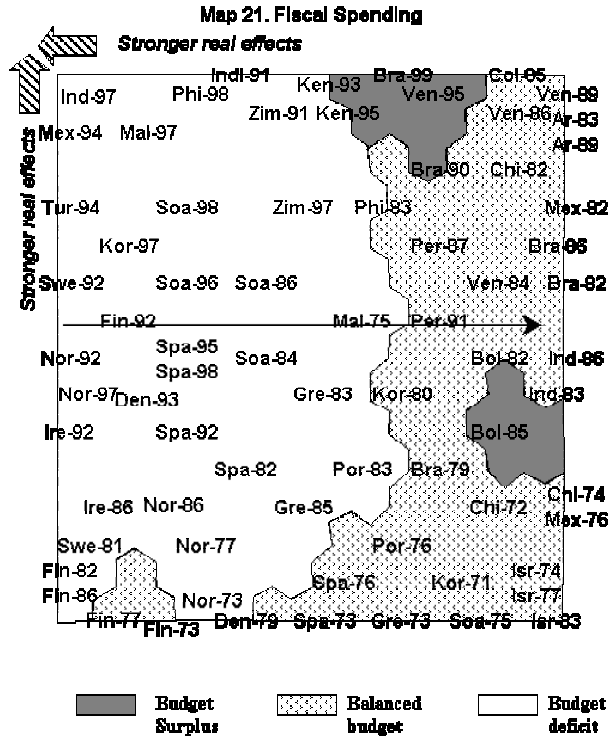 Map 21. Fiscal Spending
Stronger real effects
Stronger real effects
Indi-91 Ken-93 Bra-99 Col-95
Ind-97 Phi-98 Ven-95 Ven-89
Zim-91 Ken-95 Ven-86 Ar-83
Mex-94 Mal-97 Ar-89
Bra-90 Chi-82
Tur-94 Soa-98 Zim-97 Phi-83 Mex-82
Kor-97 Per-87 Bra-86
Swe-92 Soa-96 Soa-86 Ven-84 Bra-82
Fin-92 Mal-75 Per-91
Spa-95
Nor-92 Soa-84 Bol-82 Ind-86
Spa-98
Nor-97 Den-93 Gre-83 Kor-80 Ind-83
Ire-92 Spa-92 Bol-85
Spa-82 Por-83 Bra-79
Chi-74
Ire-86 Nor-86 Gre-85 Chi-72
Mex-76
Swe-81 Nor-77 Por-76
Fin-82 Spa-76 Kor-71 Isr-74
Fin-86 Nor-73 Isr-77
Fin-77 Fin-73 Den-79 Spa-73 Gre-73 Soa-75 Isr-83
Budget Surplus
Balanced budget
Budget deficit